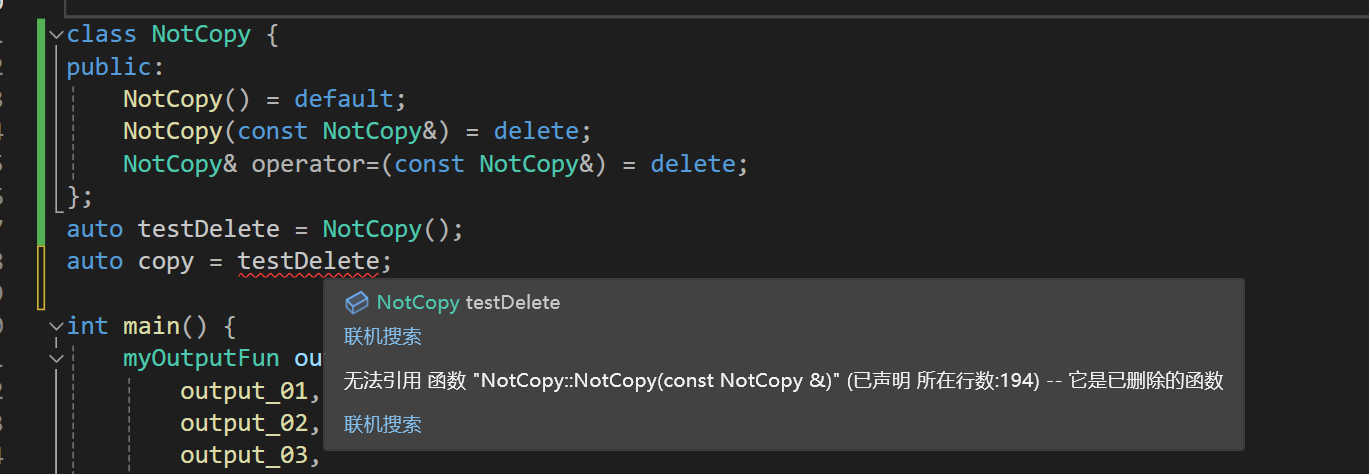 class NotCopy {
public:
    NotCopy() = default;
    NotCopy(const NotCopy&) = delete;
    NotCopy& operator=(const NotCopy&) = delete;
};
auto testDelete = NotCopy();
auto copy = testDelete;
NotCopy testDelete
联机搜索
无法引用 函数 "NotCopy::NotCopy(const NotCopy &)" (已声明 所在行数:194) -- 它是已删除的函数
联机搜索
int main() {
    myOutputFun ou
        output_01,
        output_02,
        output_03,